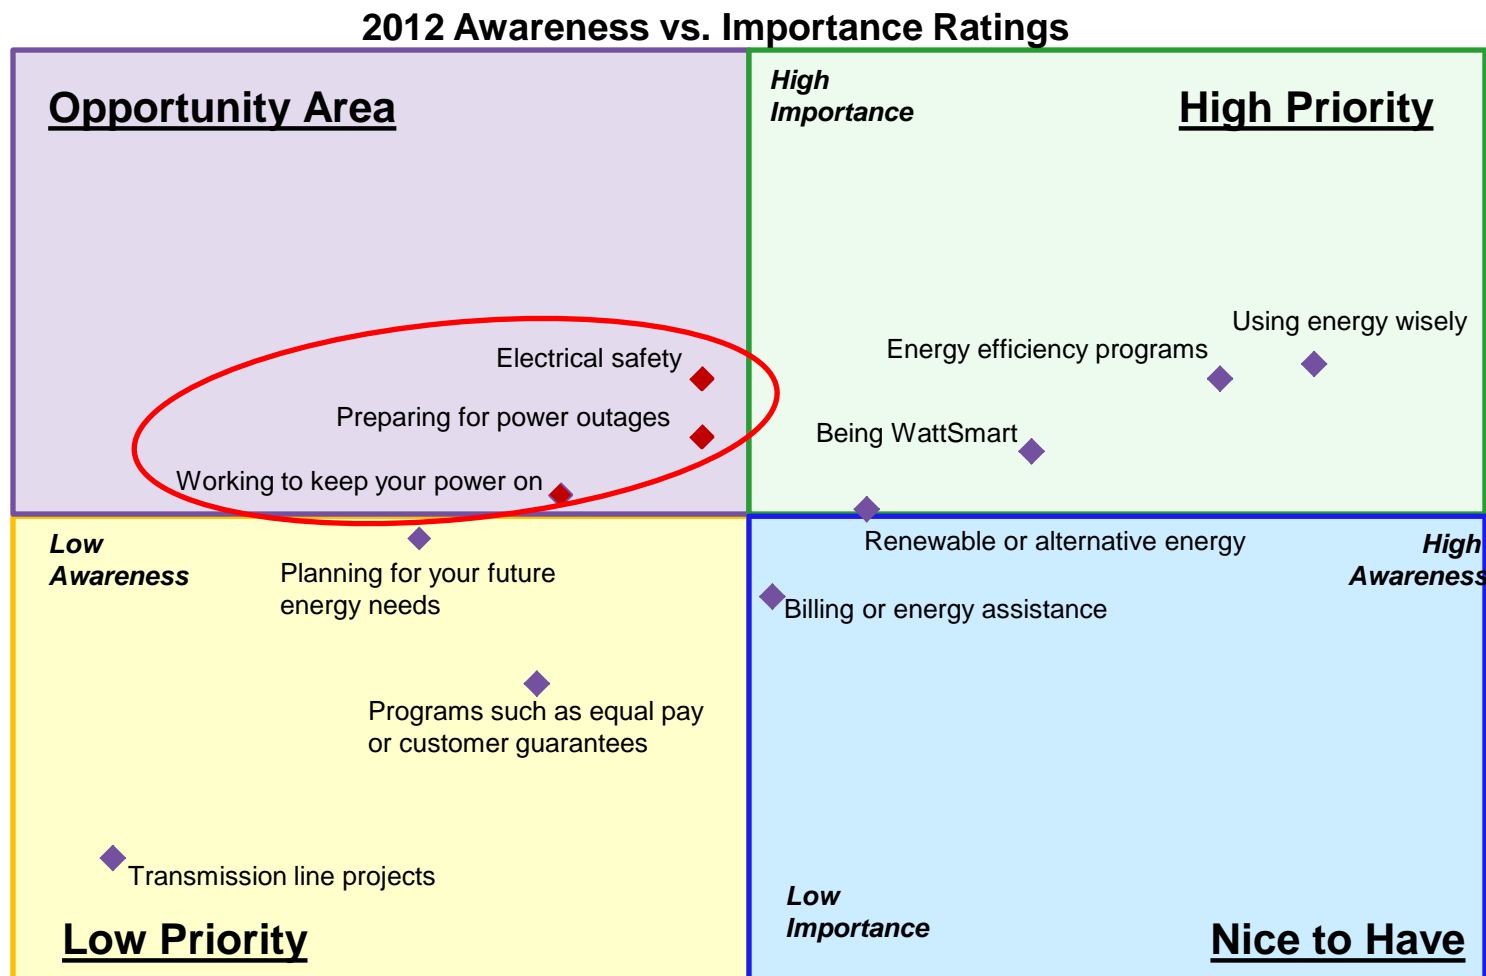 2012 Awareness vs. Importance Ratings
Opportunity Area
High
Importance
High Priority
Using energy wisely
Energy efficiency programs
Electrical safety
Preparing for power outages
Being WattSmart
Working to keep your power on
Low
Awareness
Planning for your future
energy needs
Renewable or alternative energy
High
Awareness
Billing or energy assistance
Programs such as equal pay
or customer guarantees
Transmission line projects
Low
Importance
Low Priority
Nice to Have